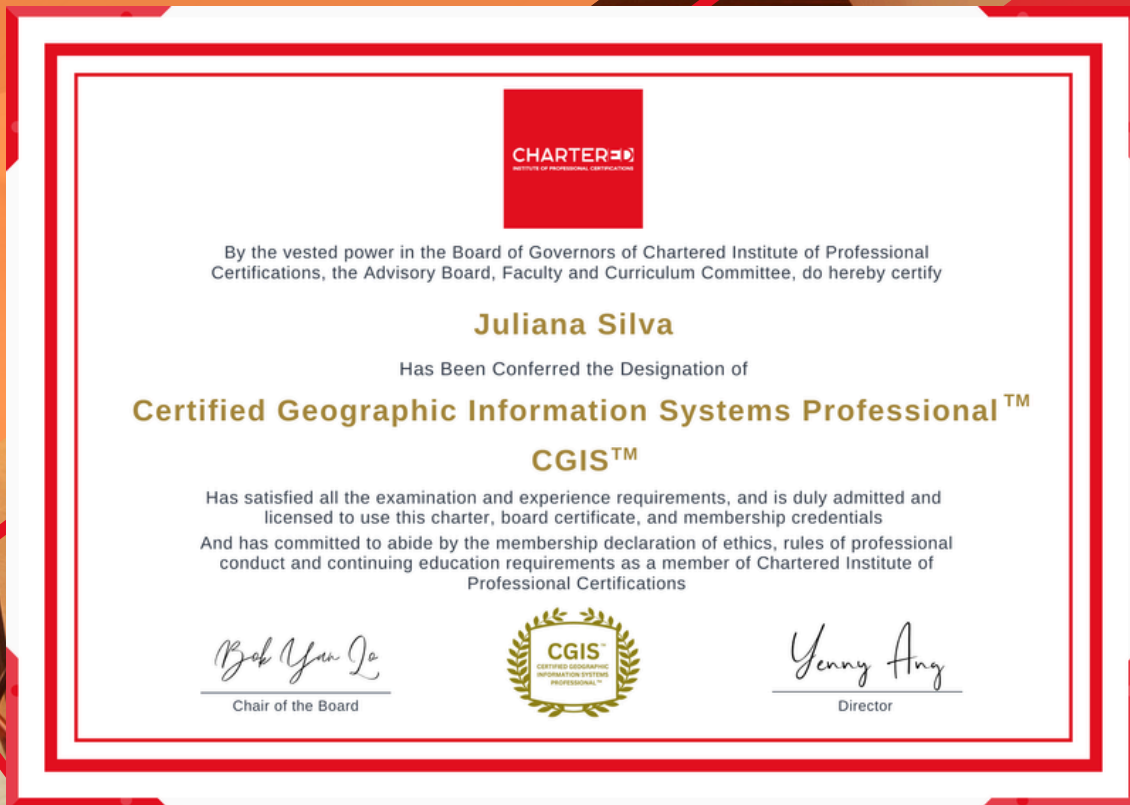 CHARTERED
INSTITUTE OF PROFESSIONAL CERTIFICATIONS
By the vested power in the Board of Governors of Chartered Institute of Professional
Certifications, the Advisory Board, Faculty and Curriculum Committee, do hereby certify
Juliana Silva
Has Been Conferred the Designation of
Certified Geographic Information Systems Professional™
CGIS™
Has satisfied all the examination and experience requirements, and is duly admitted and
licensed to use this charter, board certificate, and membership credentials
And has committed to abide by the membership declaration of ethics, rules of professional
conduct and continuing education requirements as a member of Chartered Institute of
Professional Certifications
Bok Yan Lo
Chair of the Board
CGIS™
CERTIFIED GEOGRAPHIC
INFORMATION SYSTEMS
PROFESSIONAL™
Yenny Ang
Director